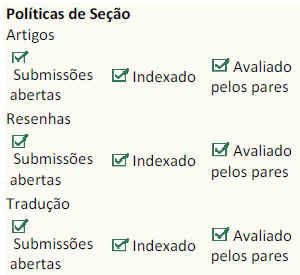 Políticas de Seção
Artigos
Submissões abertas
Indexado
Avaliado pelos pares
Resenhas
Submissões abertas
Indexado
Avaliado pelos pares
Tradução
Submissões abertas
Indexado
Avaliado pelos pares